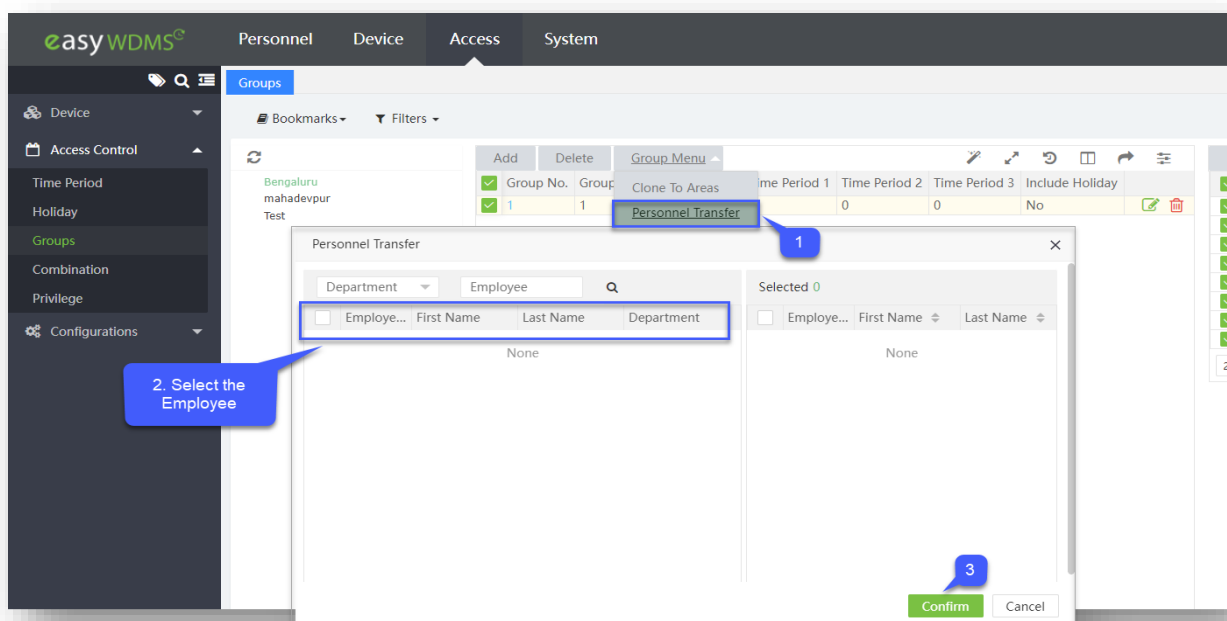 easy WDMS Personnel Device Access System
Groups
Device
Bookmarks Filters
Access Control
Add Delete Group Menu
Time Period
Bengaluru
Group No. Group Clone To Areas ime Period 1 Time Period 2 Time Period 3 Include Holiday
mahadevpur
1 1 Personnel Transfer 0 0 No
Holiday
Test
1
Groups
Personnel Transfer
Combination
Department Employee Selected 0
Privilege
Employe... First Name Last Name Department Employe... First Name Last Name
Configurations
None None
2. Select the
Employee
3
Confirm Cancel